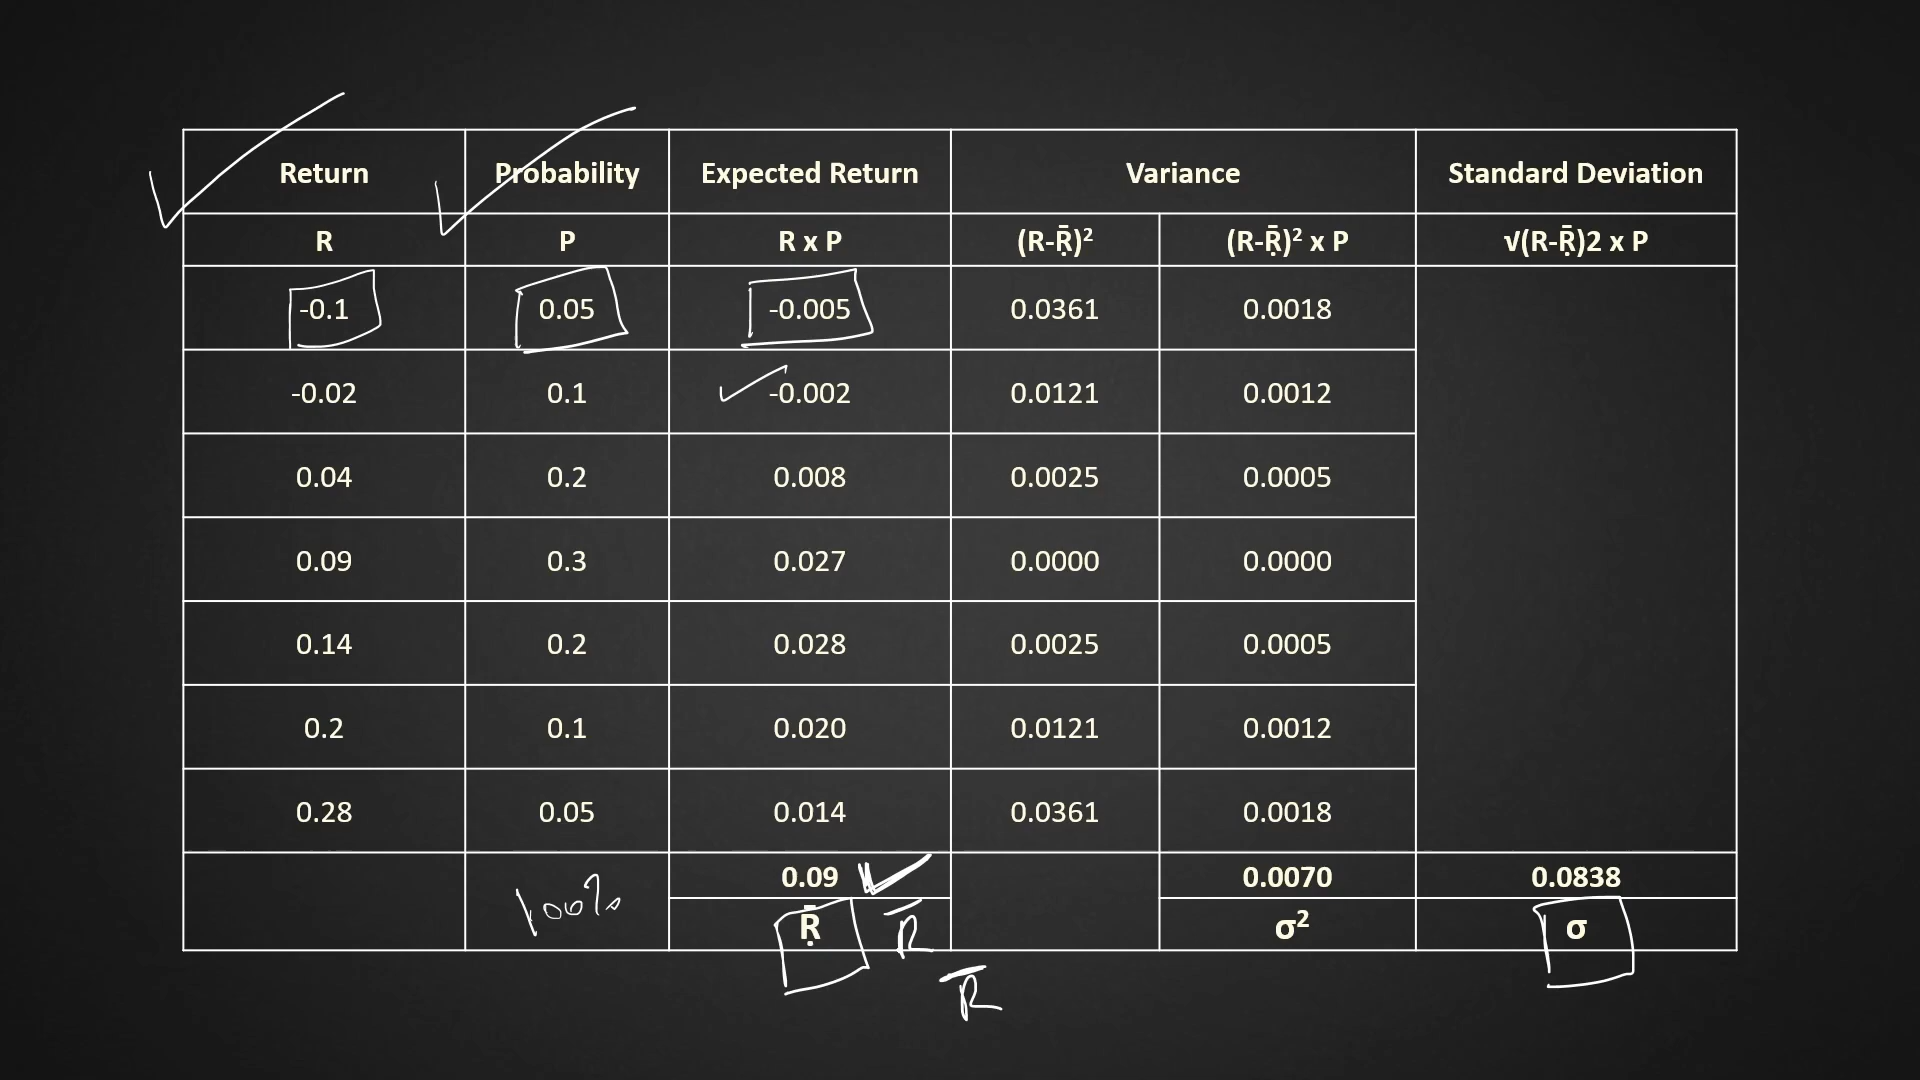 Return Probability Expected Return Variance Standard Deviation
R P R x P (R-Ṝ)² (R-Ṝ)² x P √(R-Ṝ)2 x P
-0.1 0.05 -0.005 0.0361 0.0018
-0.02 0.1 -0.002 0.0121 0.0012
0.04 0.2 0.008 0.0025 0.0005
0.09 0.3 0.027 0.0000 0.0000
0.14 0.2 0.028 0.0025 0.0005
0.2 0.1 0.020 0.0121 0.0012
0.28 0.05 0.014 0.0361 0.0018
0.09 0.0070 0.0838
100%
Ṝ R̄ σ² σ
R̄